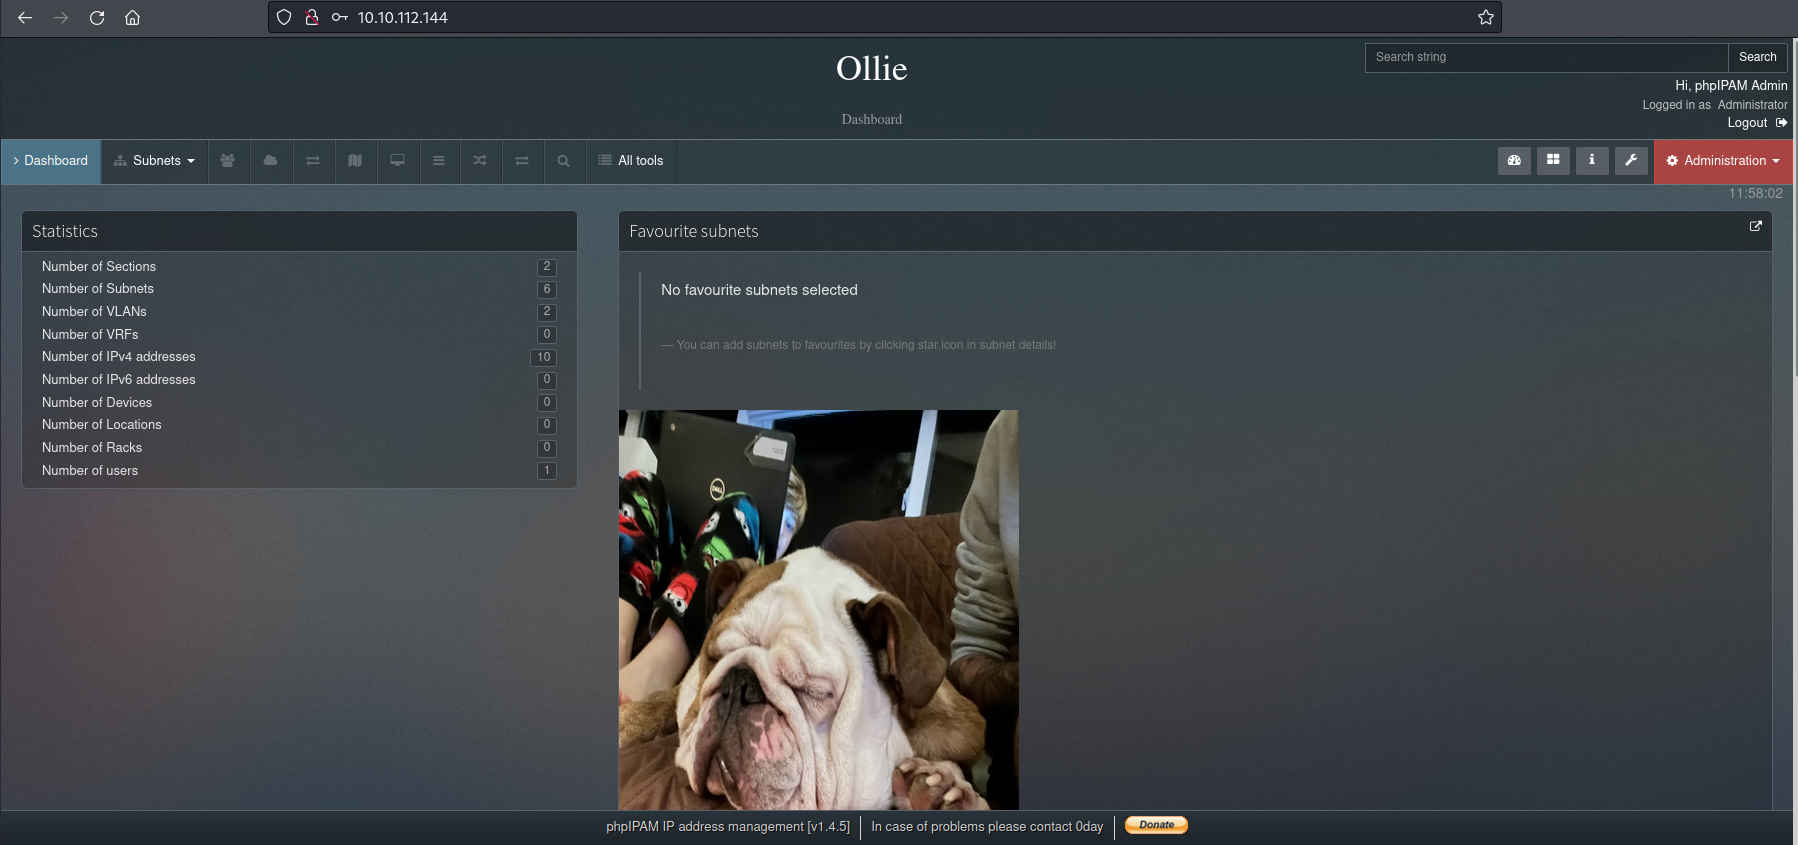 10.10.112.144
Ollie
Dashboard
Search string
Search
Hi, phpIPAM Admin
Logged in as Administrator
Logout
Dashboard
Subnets
All tools
Administration
11:58:02
Statistics
Number of Sections 2
Number of Subnets 6
Number of VLANs 2
Number of VRFs 0
Number of IPv4 addresses 10
Number of IPv6 addresses 0
Number of Devices 0
Number of Locations 0
Number of Racks 0
Number of users 1
Favourite subnets
No favourite subnets selected
— You can add subnets to favourites by clicking star icon in subnet details!
DELL
phpIPAM IP address management [v1.4.5]
In case of problems please contact 0day
Donate